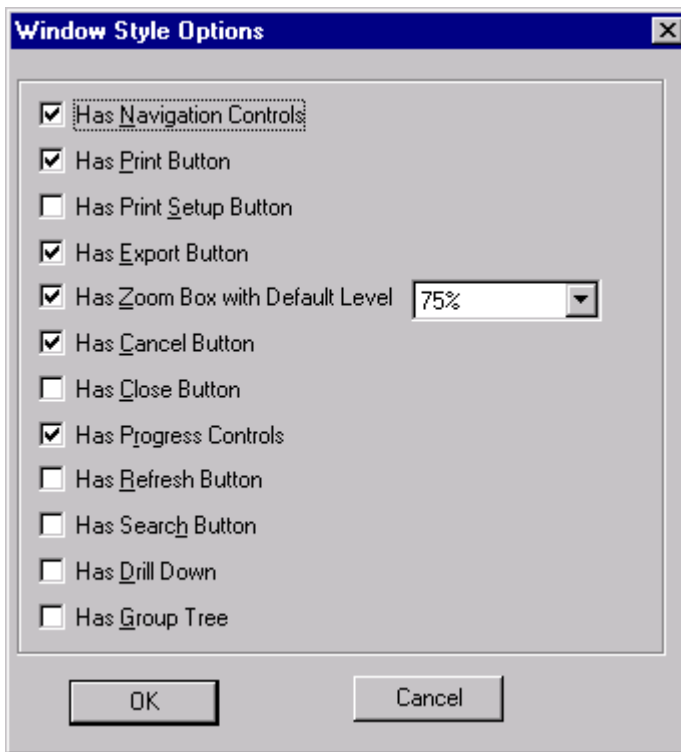 Window Style Options
Has Navigation Controls
Has Print Button
Has Print Setup Button
Has Export Button
Has Zoom Box with Default Level 75%
Has Cancel Button
Has Close Button
Has Progress Controls
Has Refresh Button
Has Search Button
Has Drill Down
Has Group Tree
OK Cancel